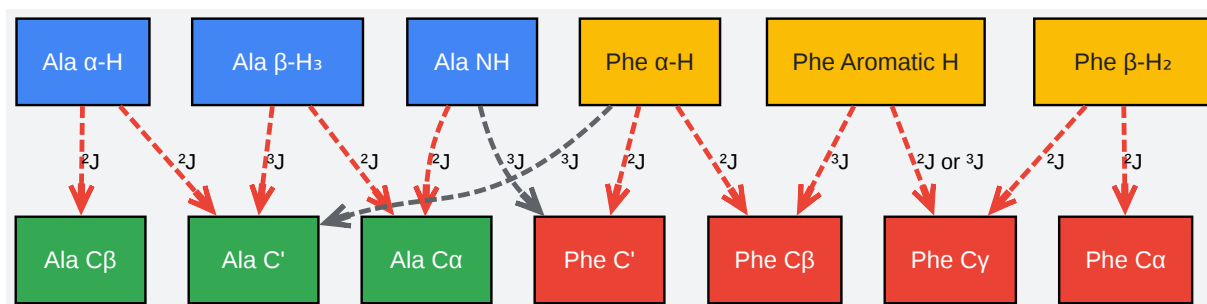 Ala α-H
Ala β-H₃
Ala NH
Phe α-H
Phe Aromatic H
Phe β-H₂
²J
²J
³J
²J
²J
³J
³J
²J
²J
³J
²J or ³J
²J
²J
Ala Cβ
Ala C'
Ala Cα
Phe C'
Phe Cβ
Phe Cγ
Phe Cα